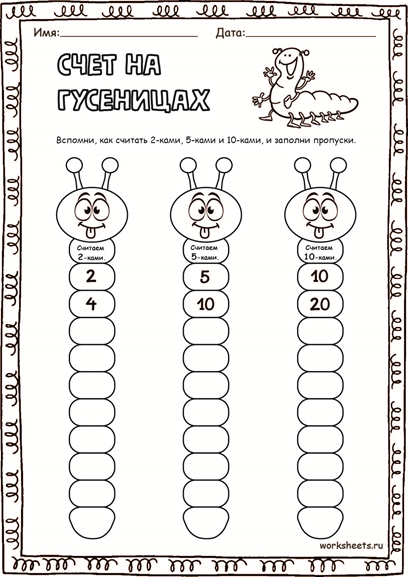 Имя: Дата:
СЧЕТ НА
ГУСЕНИЦАХ
Вспомни, как считать 2-ками, 5-ками и 10-ками, и заполни пропуски.
Считаем Считаем Считаем
2-ками. 5-ками. 10-ками.
2 5 10
4 10 20
worksheets.ru